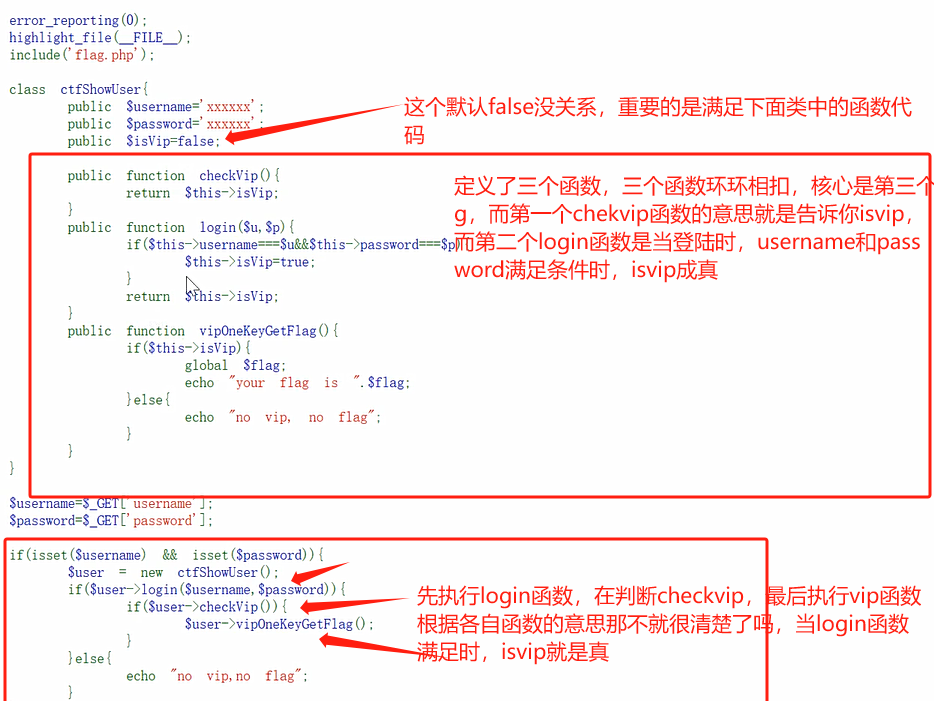 error_reporting(0);
highlight_file(__FILE__);
include('flag.php');
class ctfShowUser{
public $username='xxxxxx';
public $password='xxxxxx';
public $isVip=false;
这个默认false没关系，重要的是满足下面类中的函数代
码
public function checkVip(){
return $this->isVip;
}
public function login($u,$p){
if($this->username===$u&&$this->password===$p)
$this->isVip=true;
}
return $this->isVip;
}
public function vipOneKeyGetFlag(){
if($this->isVip){
global $flag;
echo "your flag is ".$flag;
}else{
echo "no vip, no flag";
}
}
}
定义了三个函数，三个函数环环相扣，核心是第三个
g，而第一个chekvip函数的意思就是告诉你isvip，
而第二个login函数是当登陆时，username和pass
word满足条件时，isvip成真
$username=$_GET['username'];
$password=$_GET['password'];
if(isset($username) && isset($password)){
$user = new ctfShowUser();
if($user->login($username,$password)){
if($user->checkVip()){
$user->vipOneKeyGetFlag();
}
}else{
echo "no vip,no flag";
}
先执行login函数，在判断checkvip，最后执行vip函数
根据各自函数的意思那不就很清楚了吗，当login函数
满足时，isvip就是真